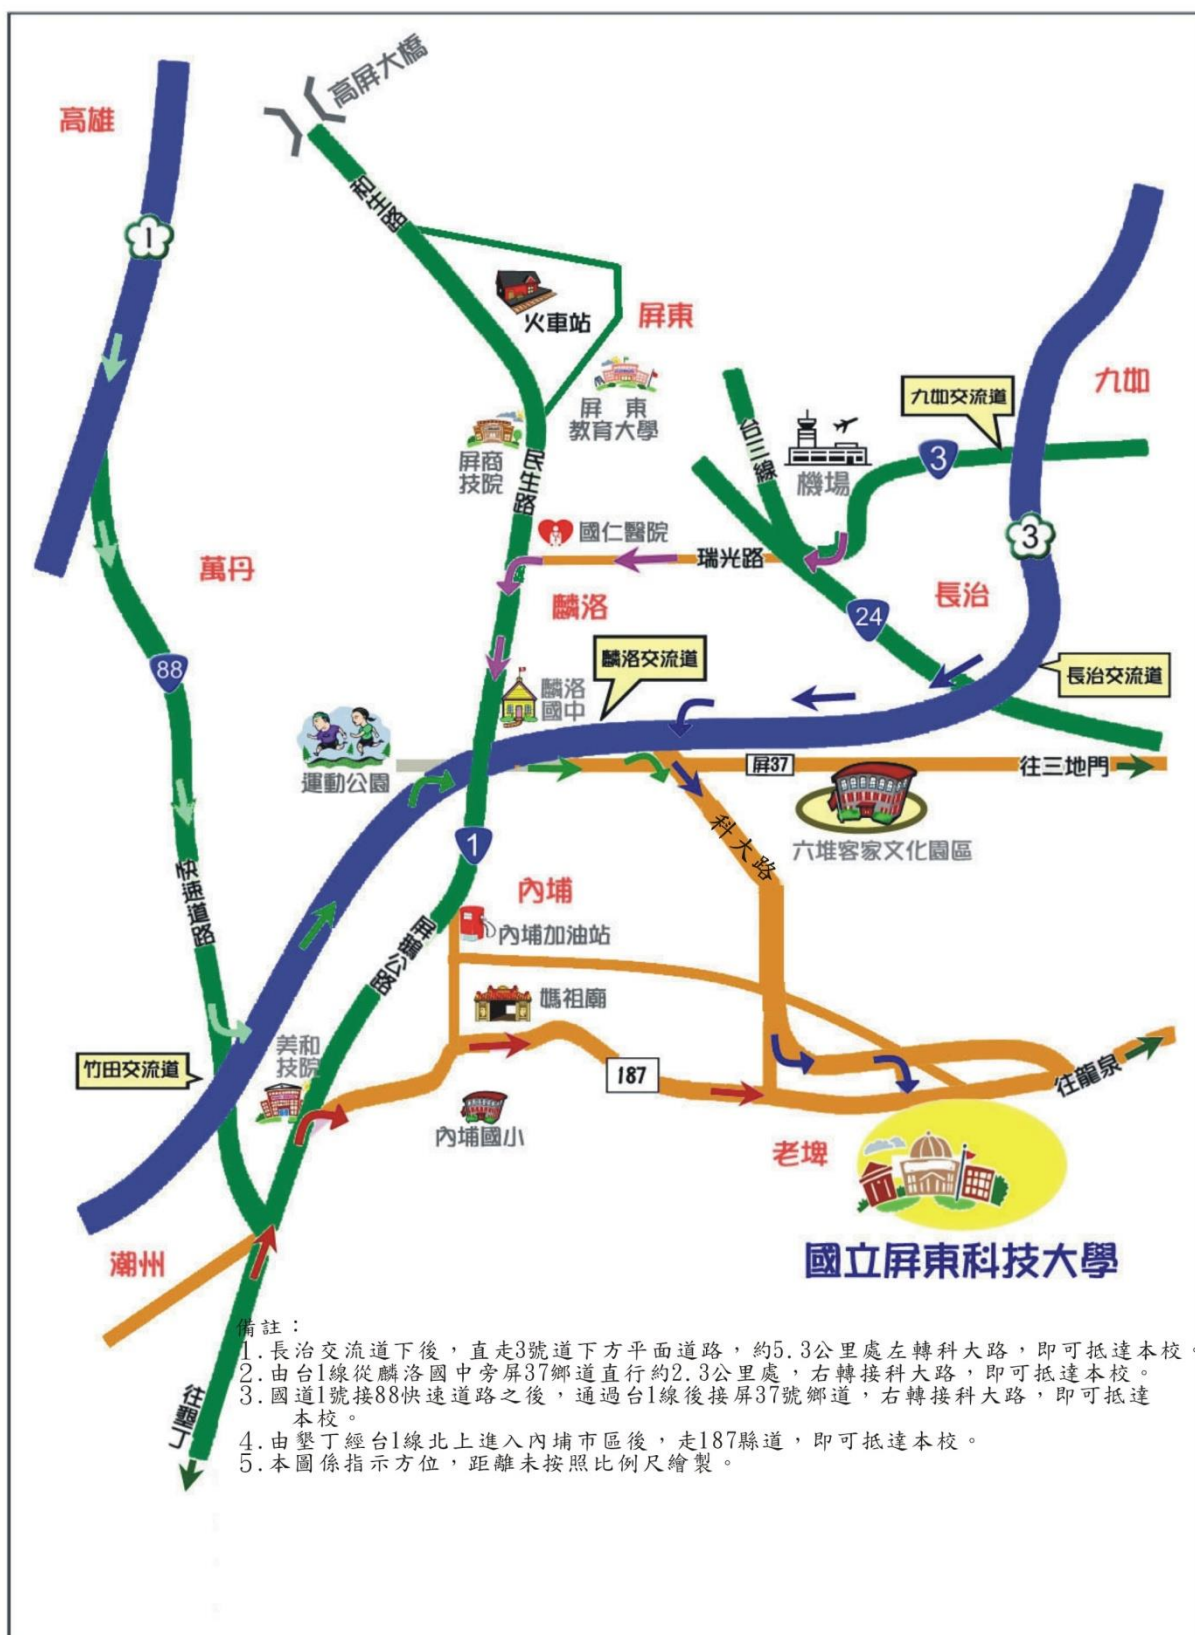 高屏大橋
高雄
1
和生路
火車站
屏東
屏東
教育大學
屏商
技院
民生路
九如
九如交流道
台三線
機場
3
3
國仁醫院
瑞光路
萬丹
麟洛
長治
24
88
麟洛交流道
長治交流道
麟洛
國中
運動公園
屏37
往三地門
科大路
六堆客家文化園區
1
快速道路
內埔
內埔加油站
屏鵝公路
媽祖廟
美和
技院
竹田交流道
187
往龍泉
內埔國小
老埤
國立屏東科技大學
潮州
往墾丁
備註：
1.長治交流道下後，直走3號道下方平面道路，約5.3公里處左轉科大路，即可抵達本校。
2.由台1線從麟洛國中旁屏37鄉道直行約2.3公里處，右轉接科大路，即可抵達本校。
3.國道1號接88快速道路之後，通過台1線後接屏37號鄉道，右轉接科大路，即可抵達
本校。
4.由墾丁經台1線北上進入內埔市區後，走187縣道，即可抵達本校。
5.本圖係指示方位，距離未按照比例尺繪製。